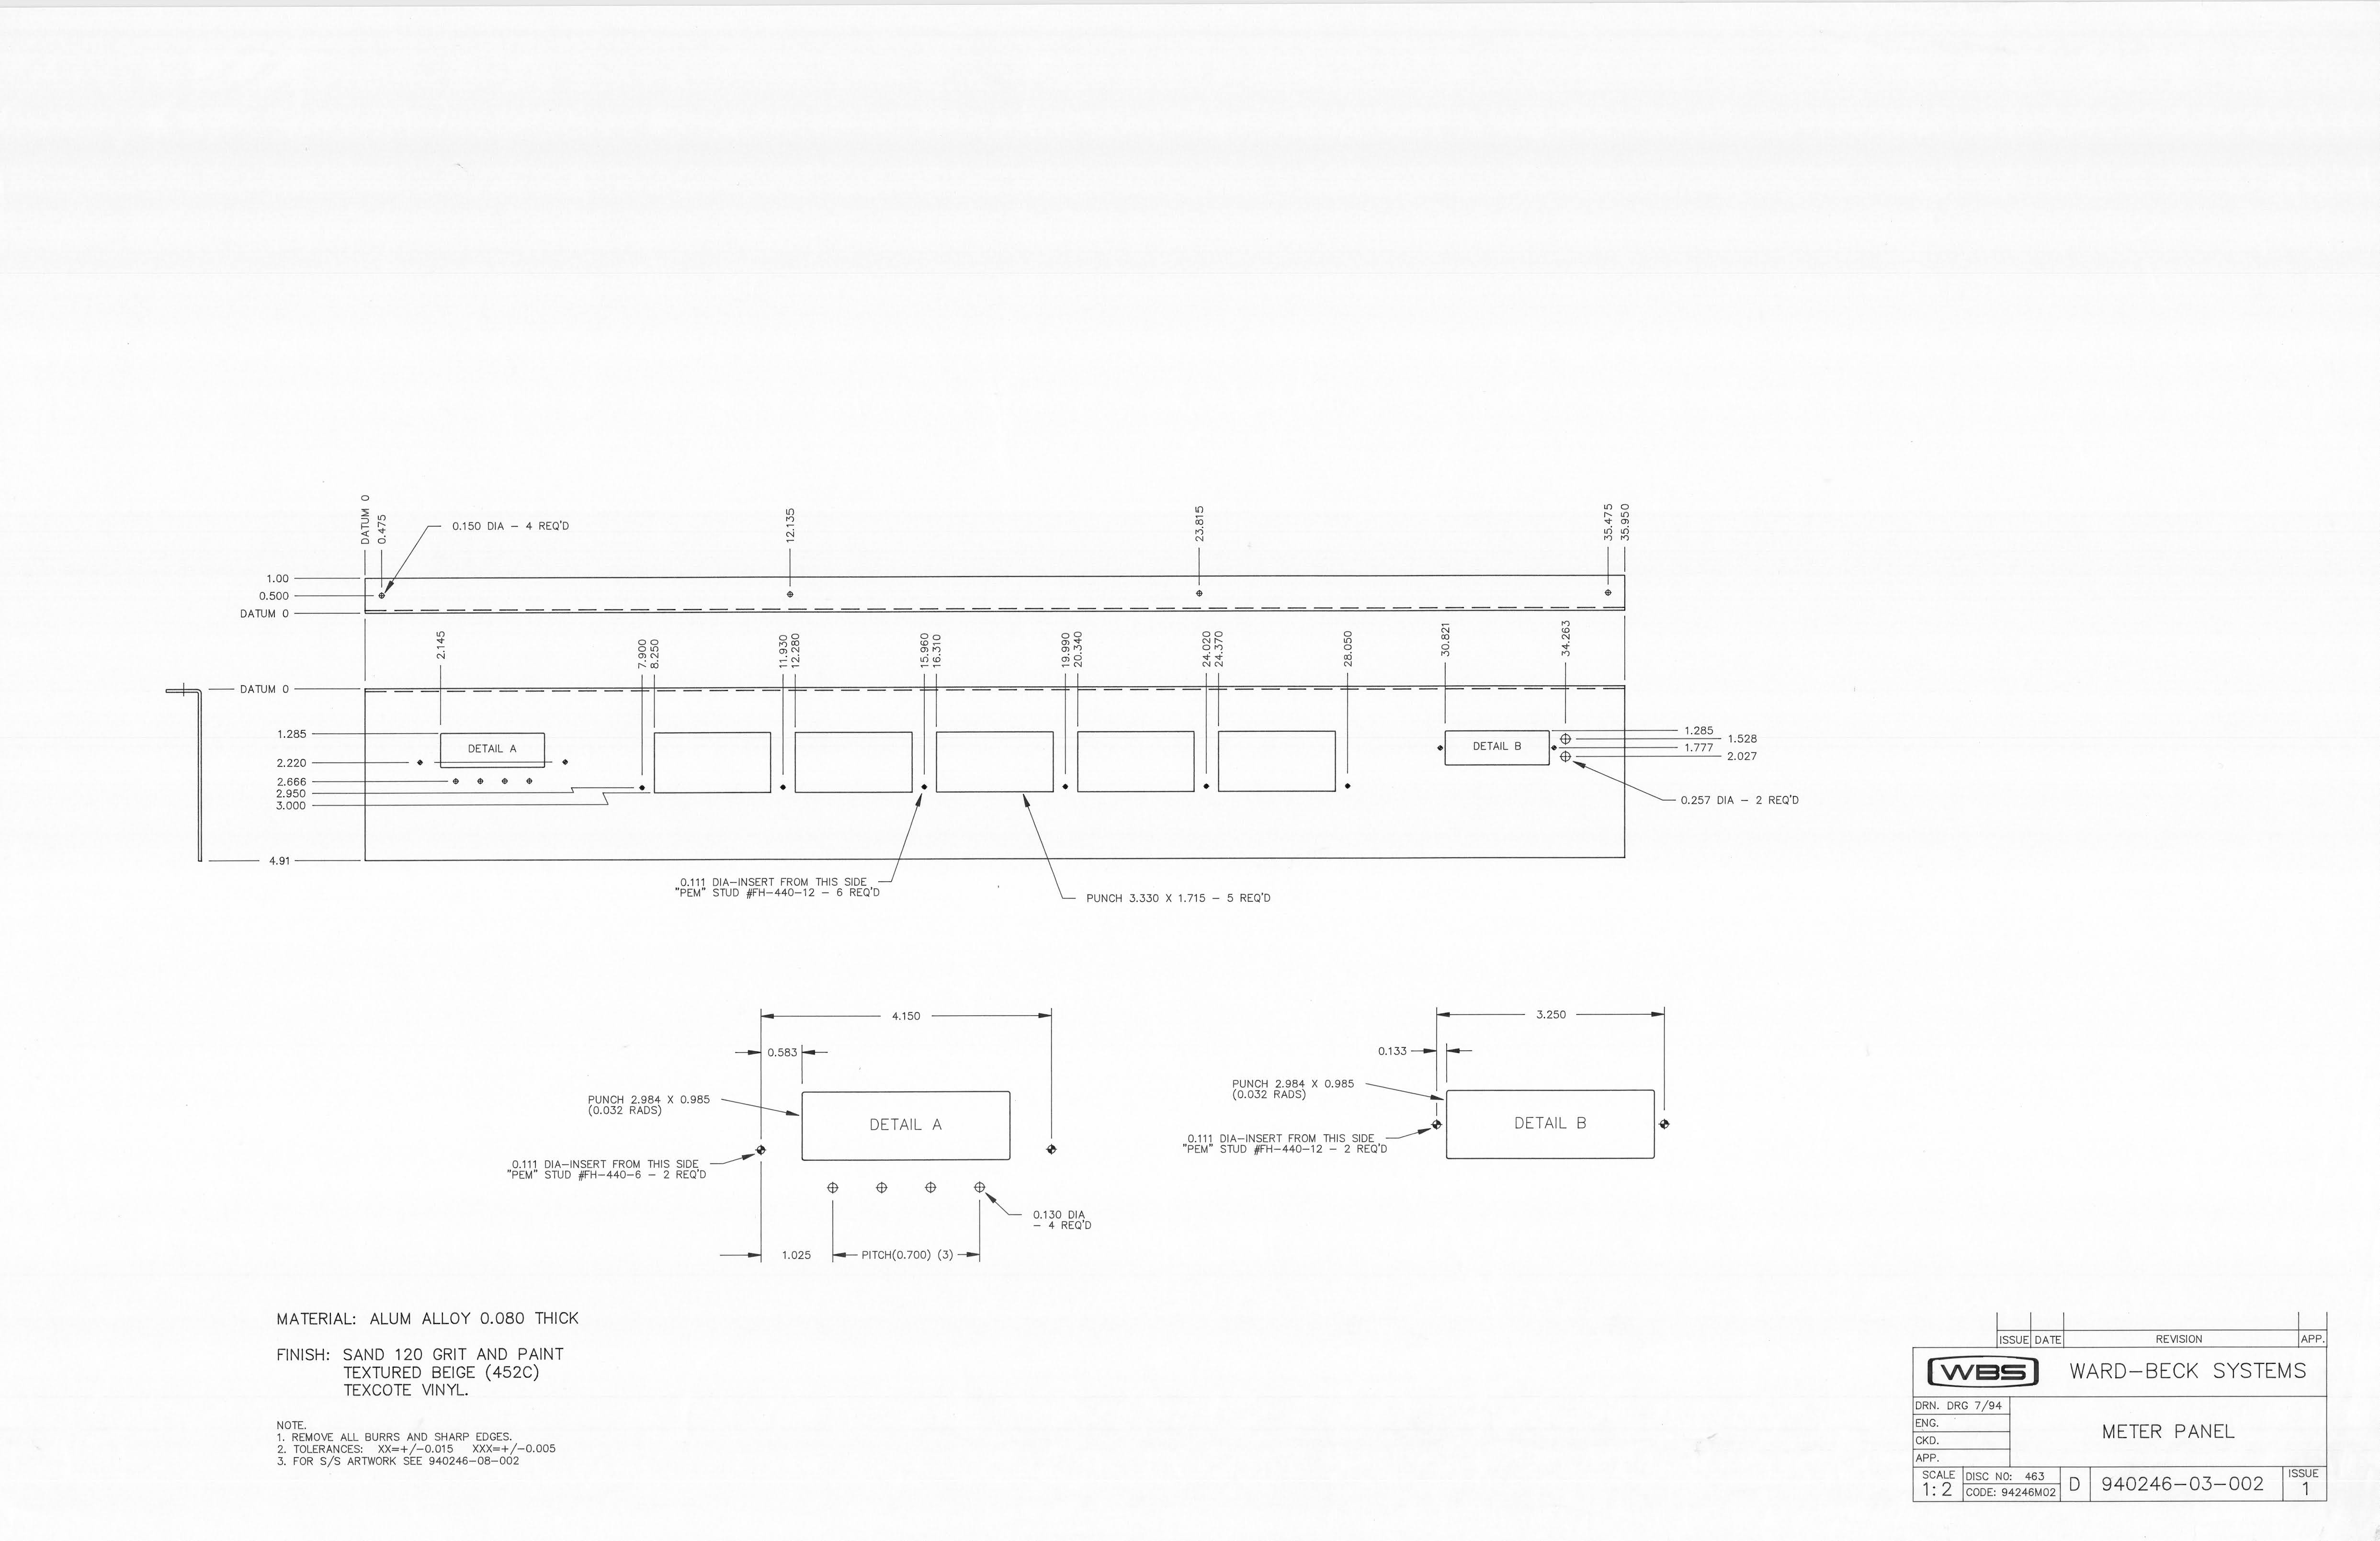 DATUM 0
0.475
12.135
23.815
35.475
35.950
0.150 DIA – 4 REQ'D
1.00
0.500
DATUM 0
2.145
7.900
8.250
11.930
12.280
15.960
16.310
19.990
20.340
24.020
24.370
28.050
30.821
34.263
DATUM 0
1.285
2.220
2.666
2.950
3.000
4.91
DETAIL A
DETAIL B
1.285
1.528
1.777
2.027
0.257 DIA – 2 REQ'D
0.111 DIA–INSERT FROM THIS SIDE
"PEM" STUD #FH–440–12 – 6 REQ'D
PUNCH 3.330 X 1.715 – 5 REQ'D
4.150
0.583
PUNCH 2.984 X 0.985
(0.032 RADS)
DETAIL A
0.111 DIA–INSERT FROM THIS SIDE
"PEM" STUD #FH–440–6 – 2 REQ'D
0.130 DIA
– 4 REQ'D
1.025
PITCH(0.700) (3)
3.250
0.133
PUNCH 2.984 X 0.985
(0.032 RADS)
DETAIL B
0.111 DIA–INSERT FROM THIS SIDE
"PEM" STUD #FH–440–12 – 2 REQ'D
MATERIAL: ALUM ALLOY 0.080 THICK
FINISH: SAND 120 GRIT AND PAINT
TEXTURED BEIGE (452C)
TEXCOTE VINYL.
NOTE.
1. REMOVE ALL BURRS AND SHARP EDGES.
2. TOLERANCES: XX=+/–0.015 XXX=+/–0.005
3. FOR S/S ARTWORK SEE 940246–08–002
ISSUE DATE REVISION APP.
WBS WARD–BECK SYSTEMS
DRN. DRG 7/94
ENG.
CKD.
APP.
METER PANEL
SCALE
1:2
DISC NO: 463
CODE: 94246M02
D
940246–03–002
ISSUE
1